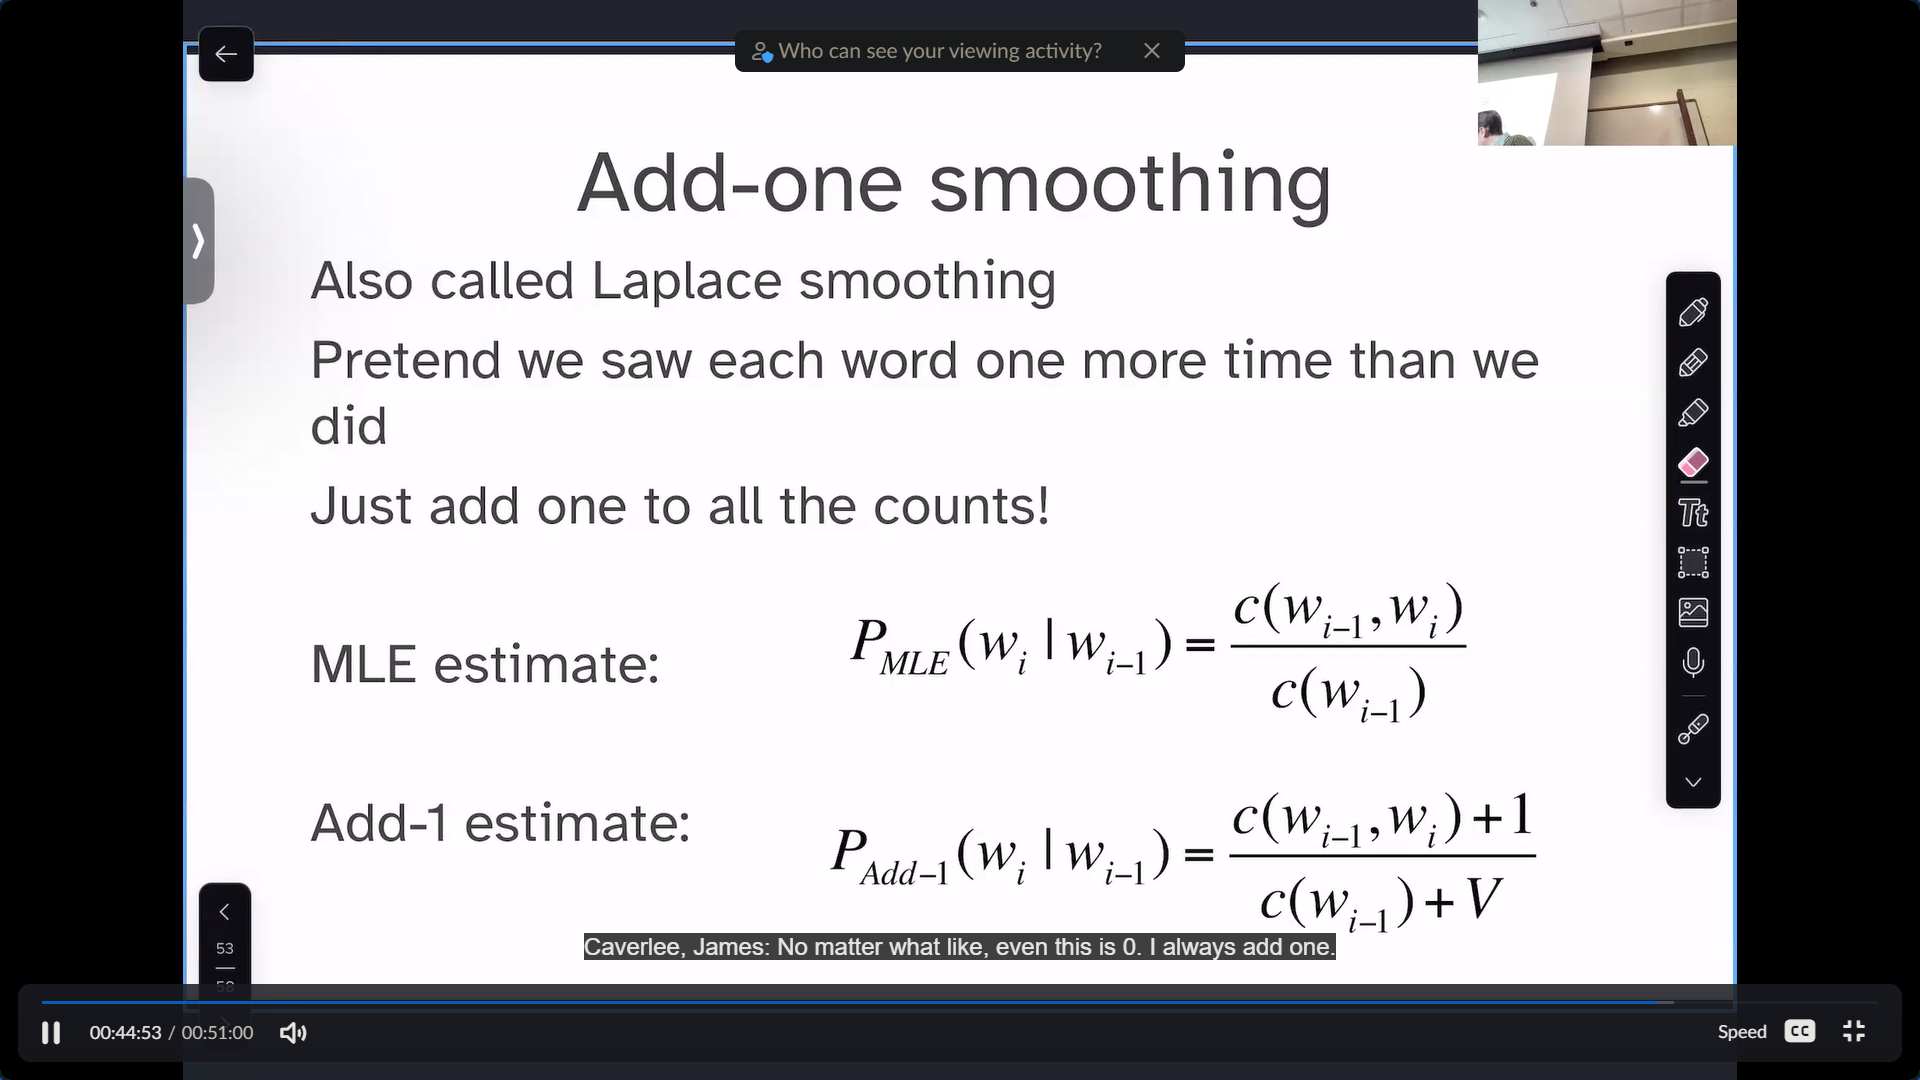 Who can see your viewing activity?
Add-one smoothing
Also called Laplace smoothing
Pretend we saw each word one more time than we
did
Just add one to all the counts!
MLE estimate: P_{MLE}(w_i | w_{i-1}) = \frac{c(w_{i-1}, w_i)}{c(w_{i-1})}
Add-1 estimate: P_{Add-1}(w_i | w_{i-1}) = \frac{c(w_{i-1}, w_i)+1}{c(w_{i-1})+V}
Tt
53
58
Caverlee, James: No matter what like, even this is 0. I always add one.
00:44:53 / 00:51:00
Speed
CC